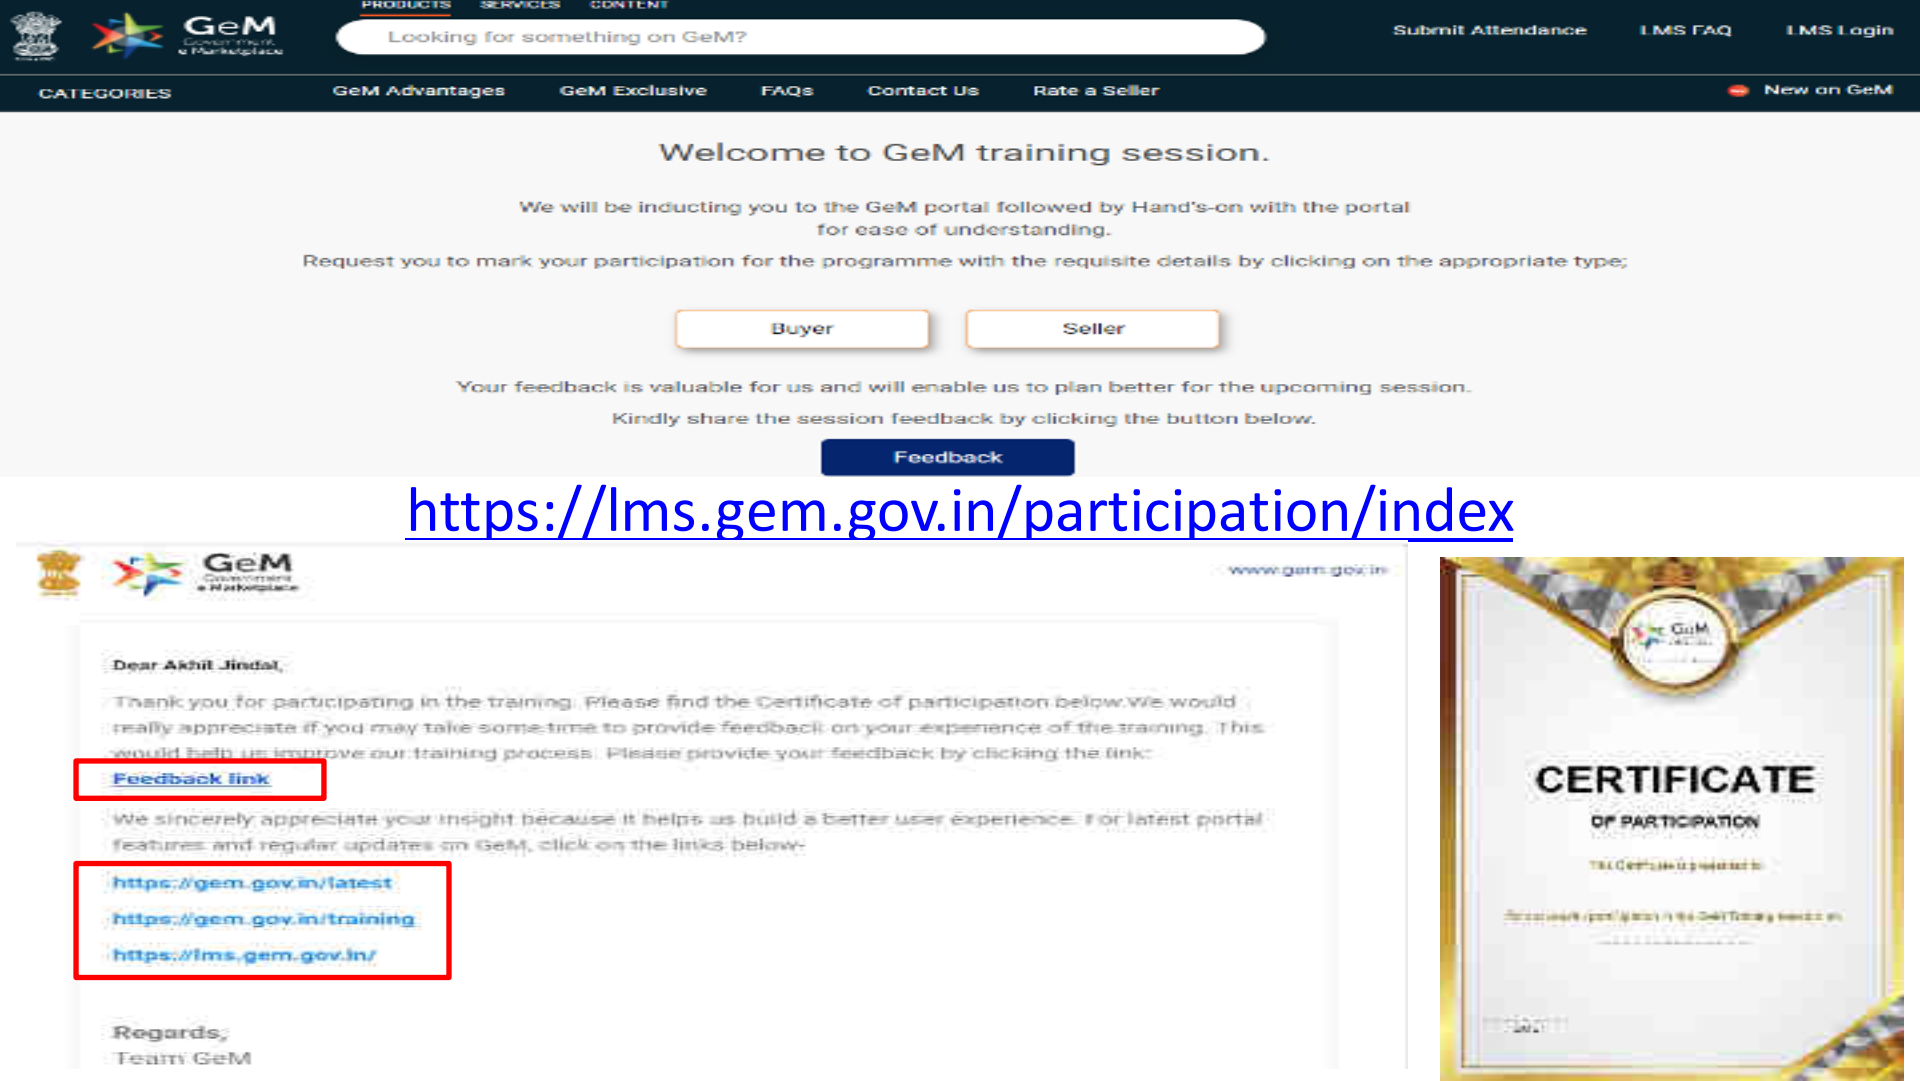 PRODUCTS SERVICES CONTENT
GeM
Government
e Marketplace
Looking for something on GeM?
Submit Attendance LMS FAQ LMS Login
CATEGORIES GeM Advantages GeM Exclusive FAQs Contact Us Rate a Seller New on GeM
Welcome to GeM training session.
We will be inducting you to the GeM portal followed by Hand's-on with the portal
for ease of understanding.
Request you to mark your participation for the programme with the requisite details by clicking on the appropriate type;
Buyer Seller
Your feedback is valuable for us and will enable us to plan better for the upcoming session.
Kindly share the session feedback by clicking the button below.
Feedback
https://lms.gem.gov.in/participation/index
GeM
Government
e Marketplace
www.gem.gov.in
Dear Akhil Jindal,
Thank you for participating in the training. Please find the Certificate of participation below.We would
really appreciate if you may take some time to provide feedback on your experience of the training. This
would help us improve our training process. Please provide your feedback by clicking the link:
Feedback link
We sincerely appreciate your insight because it helps us build a better user experience. For latest portal
features and regular updates on GeM, click on the links below-
https://gem.gov.in/latest
https://gem.gov.in/training
https://lms.gem.gov.in/
Regards,
Team GeM
GeM
CERTIFICATE
OF PARTICIPATION
This Certificate is presented to